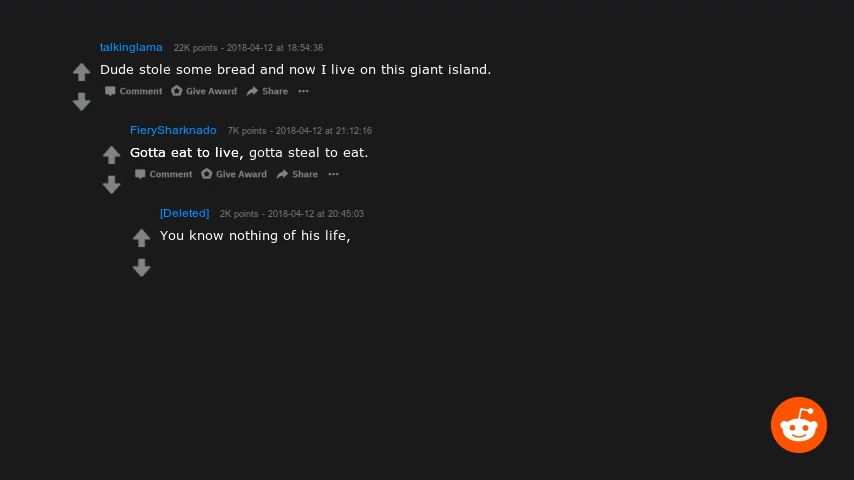 talkinglama 22K points - 2018-04-12 at 18:54:38
Dude stole some bread and now I live on this giant island.
Comment Give Award Share ···
FierySharknado 7K points - 2018-04-12 at 21:12:16
Gotta eat to live, gotta steal to eat.
Comment Give Award Share ···
[Deleted] 2K points - 2018-04-12 at 20:45:03
You know nothing of his life,